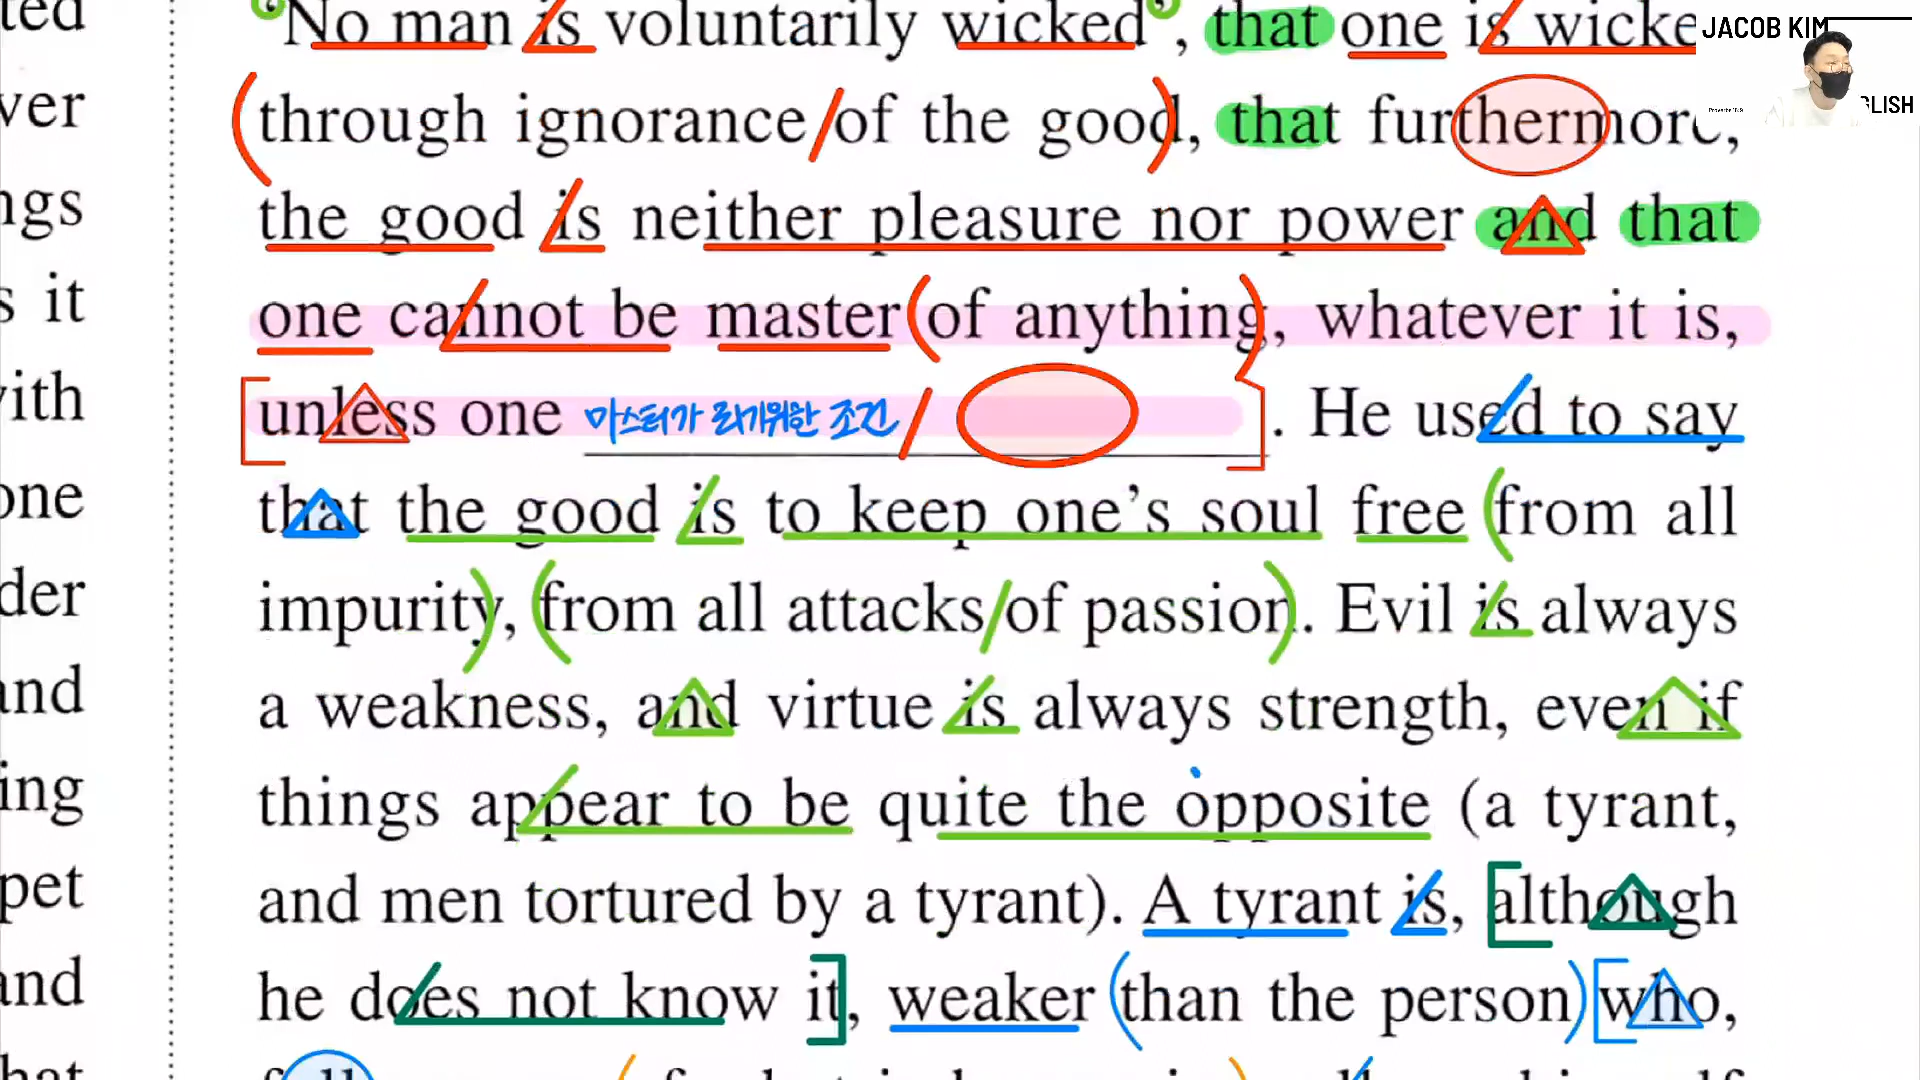 ted
"No man is voluntarily wicked", that one is wicke
JACOB KIM
ver
(through ignorance/of the good), that furthermore,
GLISH
ngs
the good is neither pleasure nor power and that
s it
one cannot be master (of anything), whatever it is,
with
[unless one 마스터가 되기위한 조건 / ]. He used to say
one
that the good is to keep one's soul free (from all
der
impurity), (from all attacks/of passion). Evil is always
and
a weakness, and virtue is always strength, even if
ing
things appear to be quite the opposite (a tyrant,
pet
and men tortured by a tyrant). A tyrant is, [although
and
he does not know it], weaker (than the person) [who,